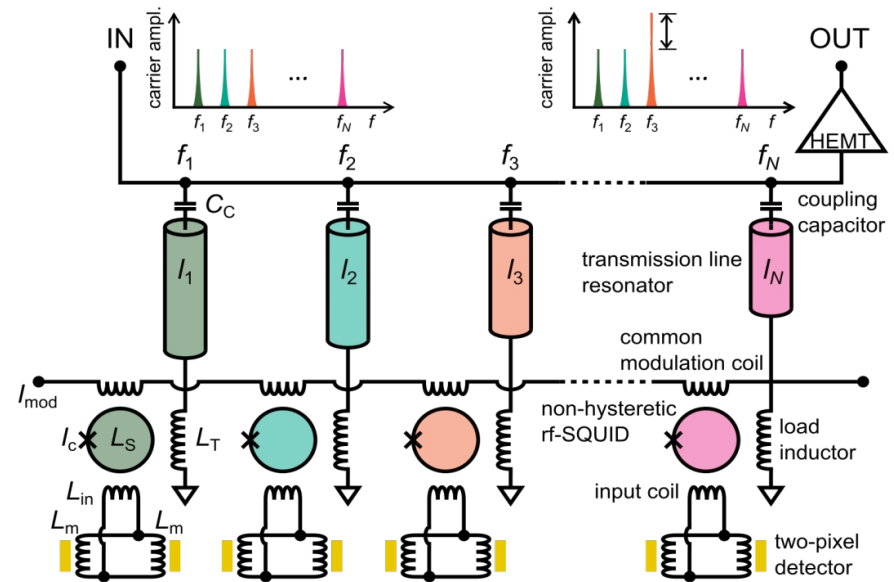 IN
carrier ampl.
f1 f2 f3 ... fN f
carrier ampl.
f1 f2 f3 ... fN f
OUT
HEMT
f1 f2 f3 fN
CC
coupling
capacitor
l1 l2 l3 lN
transmission line
resonator
common
modulation coil
Imod
non-hysteretic
rf-SQUID
Ic LS LT
load
inductor
Lin
input coil
Lm Lm
two-pixel
detector